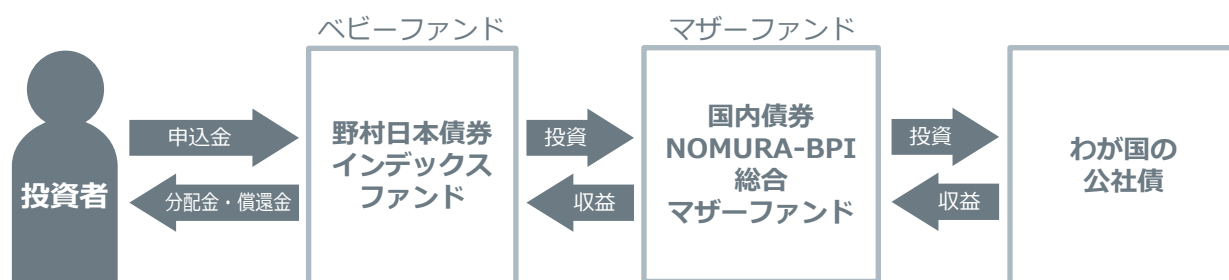 ベビーファンド
マザーファンド
投資者
申込金
分配金・償還金
野村日本債券
インデックス
ファンド
投資
収益
国内債券
NOMURA-BPI
総合
マザーファンド
投資
収益
わが国の
公社債